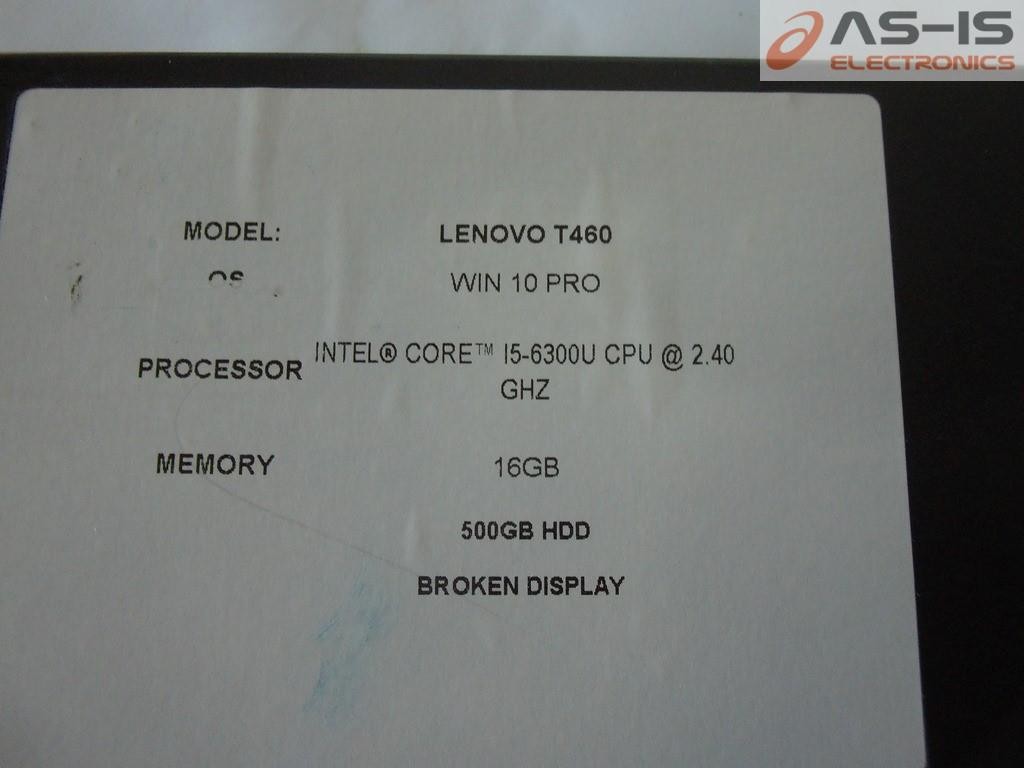 AS-IS
ELECTRONICS
MODEL: LENOVO T460
OS WIN 10 PRO
PROCESSOR INTEL® CORE™ I5-6300U CPU @ 2.40
GHZ
MEMORY 16GB
500GB HDD
BROKEN DISPLAY